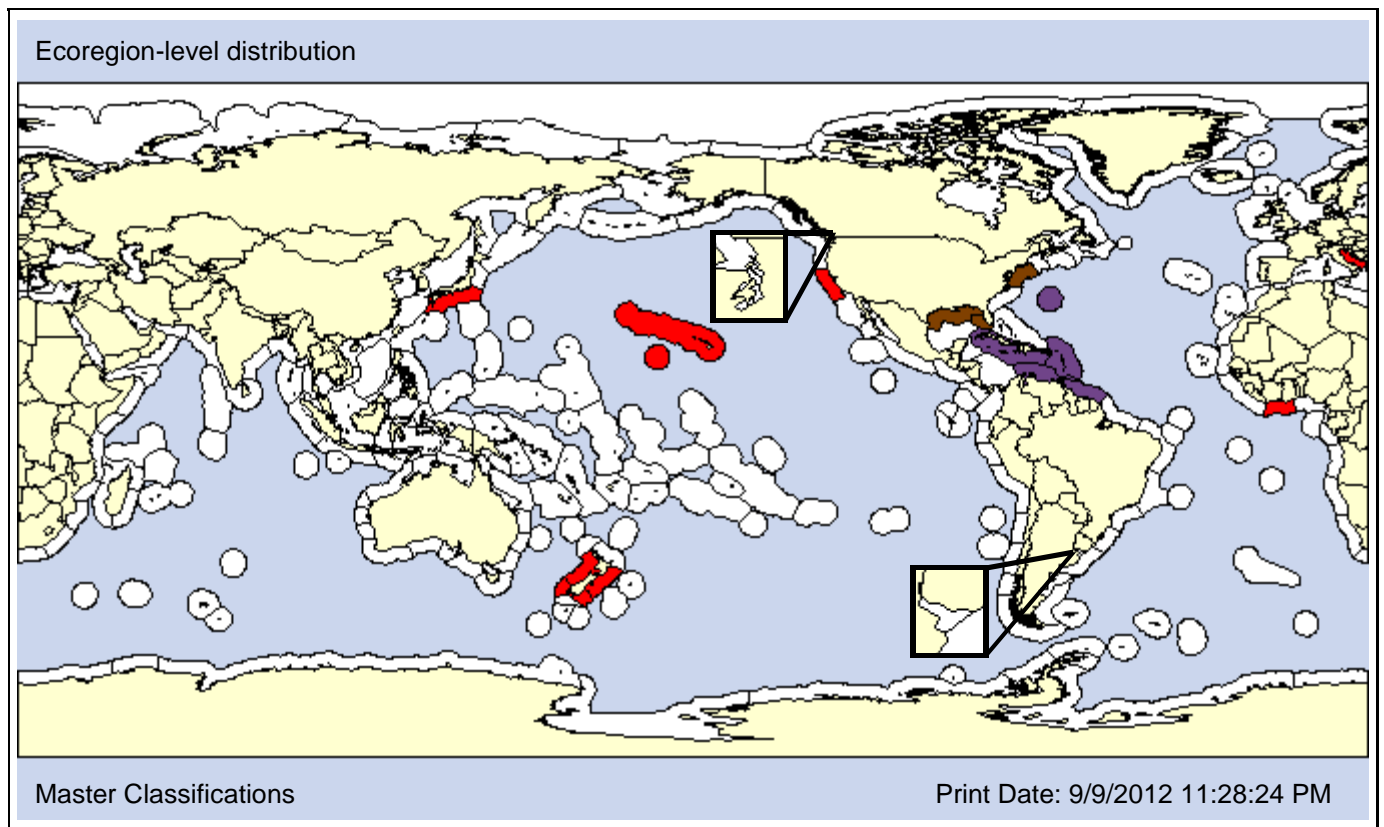 Ecoregion-level distribution
Master Classifications
Print Date: 9/9/2012 11:28:24 PM